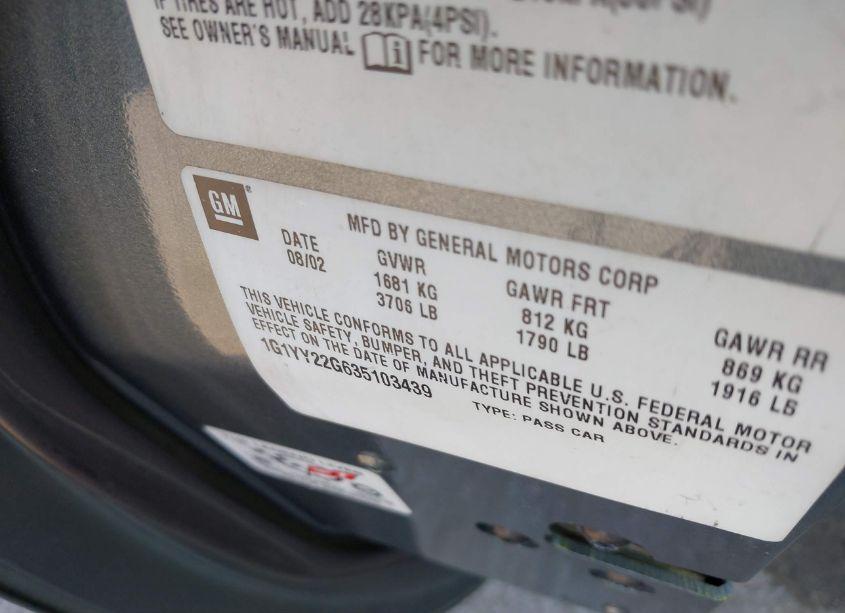 IF TIRES ARE HOT, ADD 28KPA(4PSI).
SEE OWNER'S MANUAL i FOR MORE INFORMATION.
GM
MFD BY GENERAL MOTORS CORP
DATE GVWR GAWR FRT GAWR RR
08/02 1681 KG 812 KG 869 KG
3706 LB 1790 LB 1916 LB
THIS VEHICLE CONFORMS TO ALL APPLICABLE U.S. FEDERAL MOTOR
VEHICLE SAFETY, BUMPER, AND THEFT PREVENTION STANDARDS IN
EFFECT ON THE DATE OF MANUFACTURE SHOWN ABOVE.
1G1YY22G635103439 TYPE: PASS CAR